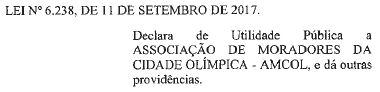 LEI Nº 6.238, DE 11 DE SETEMBRO DE 2017.
Declara de Utilidade Pública a
ASSOCIAÇÃO DE MORADORES DA
CIDADE OLÍMPICA - AMCOL, e dá outras
providências.